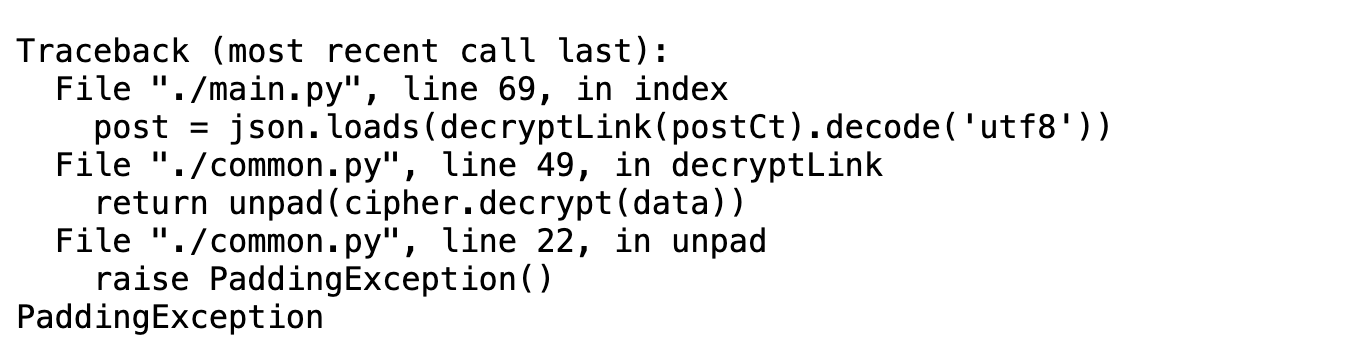 Traceback (most recent call last):
  File "./main.py", line 69, in index
    post = json.loads(decryptLink(postCt).decode('utf8'))
  File "./common.py", line 49, in decryptLink
    return unpad(cipher.decrypt(data))
  File "./common.py", line 22, in unpad
    raise PaddingException()
PaddingException